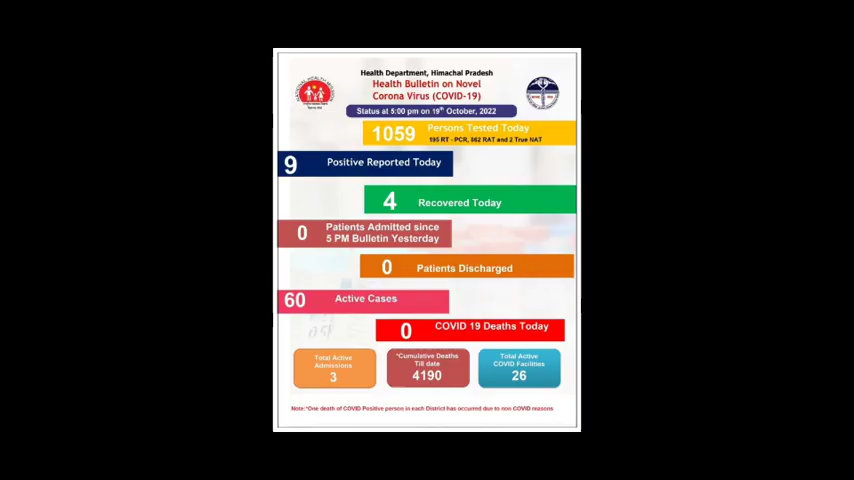 Health Department, Himachal Pradesh
Health Bulletin on Novel
Corona Virus (COVID-19)
Status at 5:00 pm on 19th October, 2022
1059 Persons Tested Today
195 RT - PCR, 862 RAT and 2 True NAT
9 Positive Reported Today
4 Recovered Today
0 Patients Admitted since
5 PM Bulletin Yesterday
0 Patients Discharged
60 Active Cases
0 COVID 19 Deaths Today
Total Active
Admissions
3
*Cumulative Deaths
Till date
4190
Total Active
COVID Facilities
26
Note:*One death of COVID Positive person in each District has occurred due to non COVID reasons